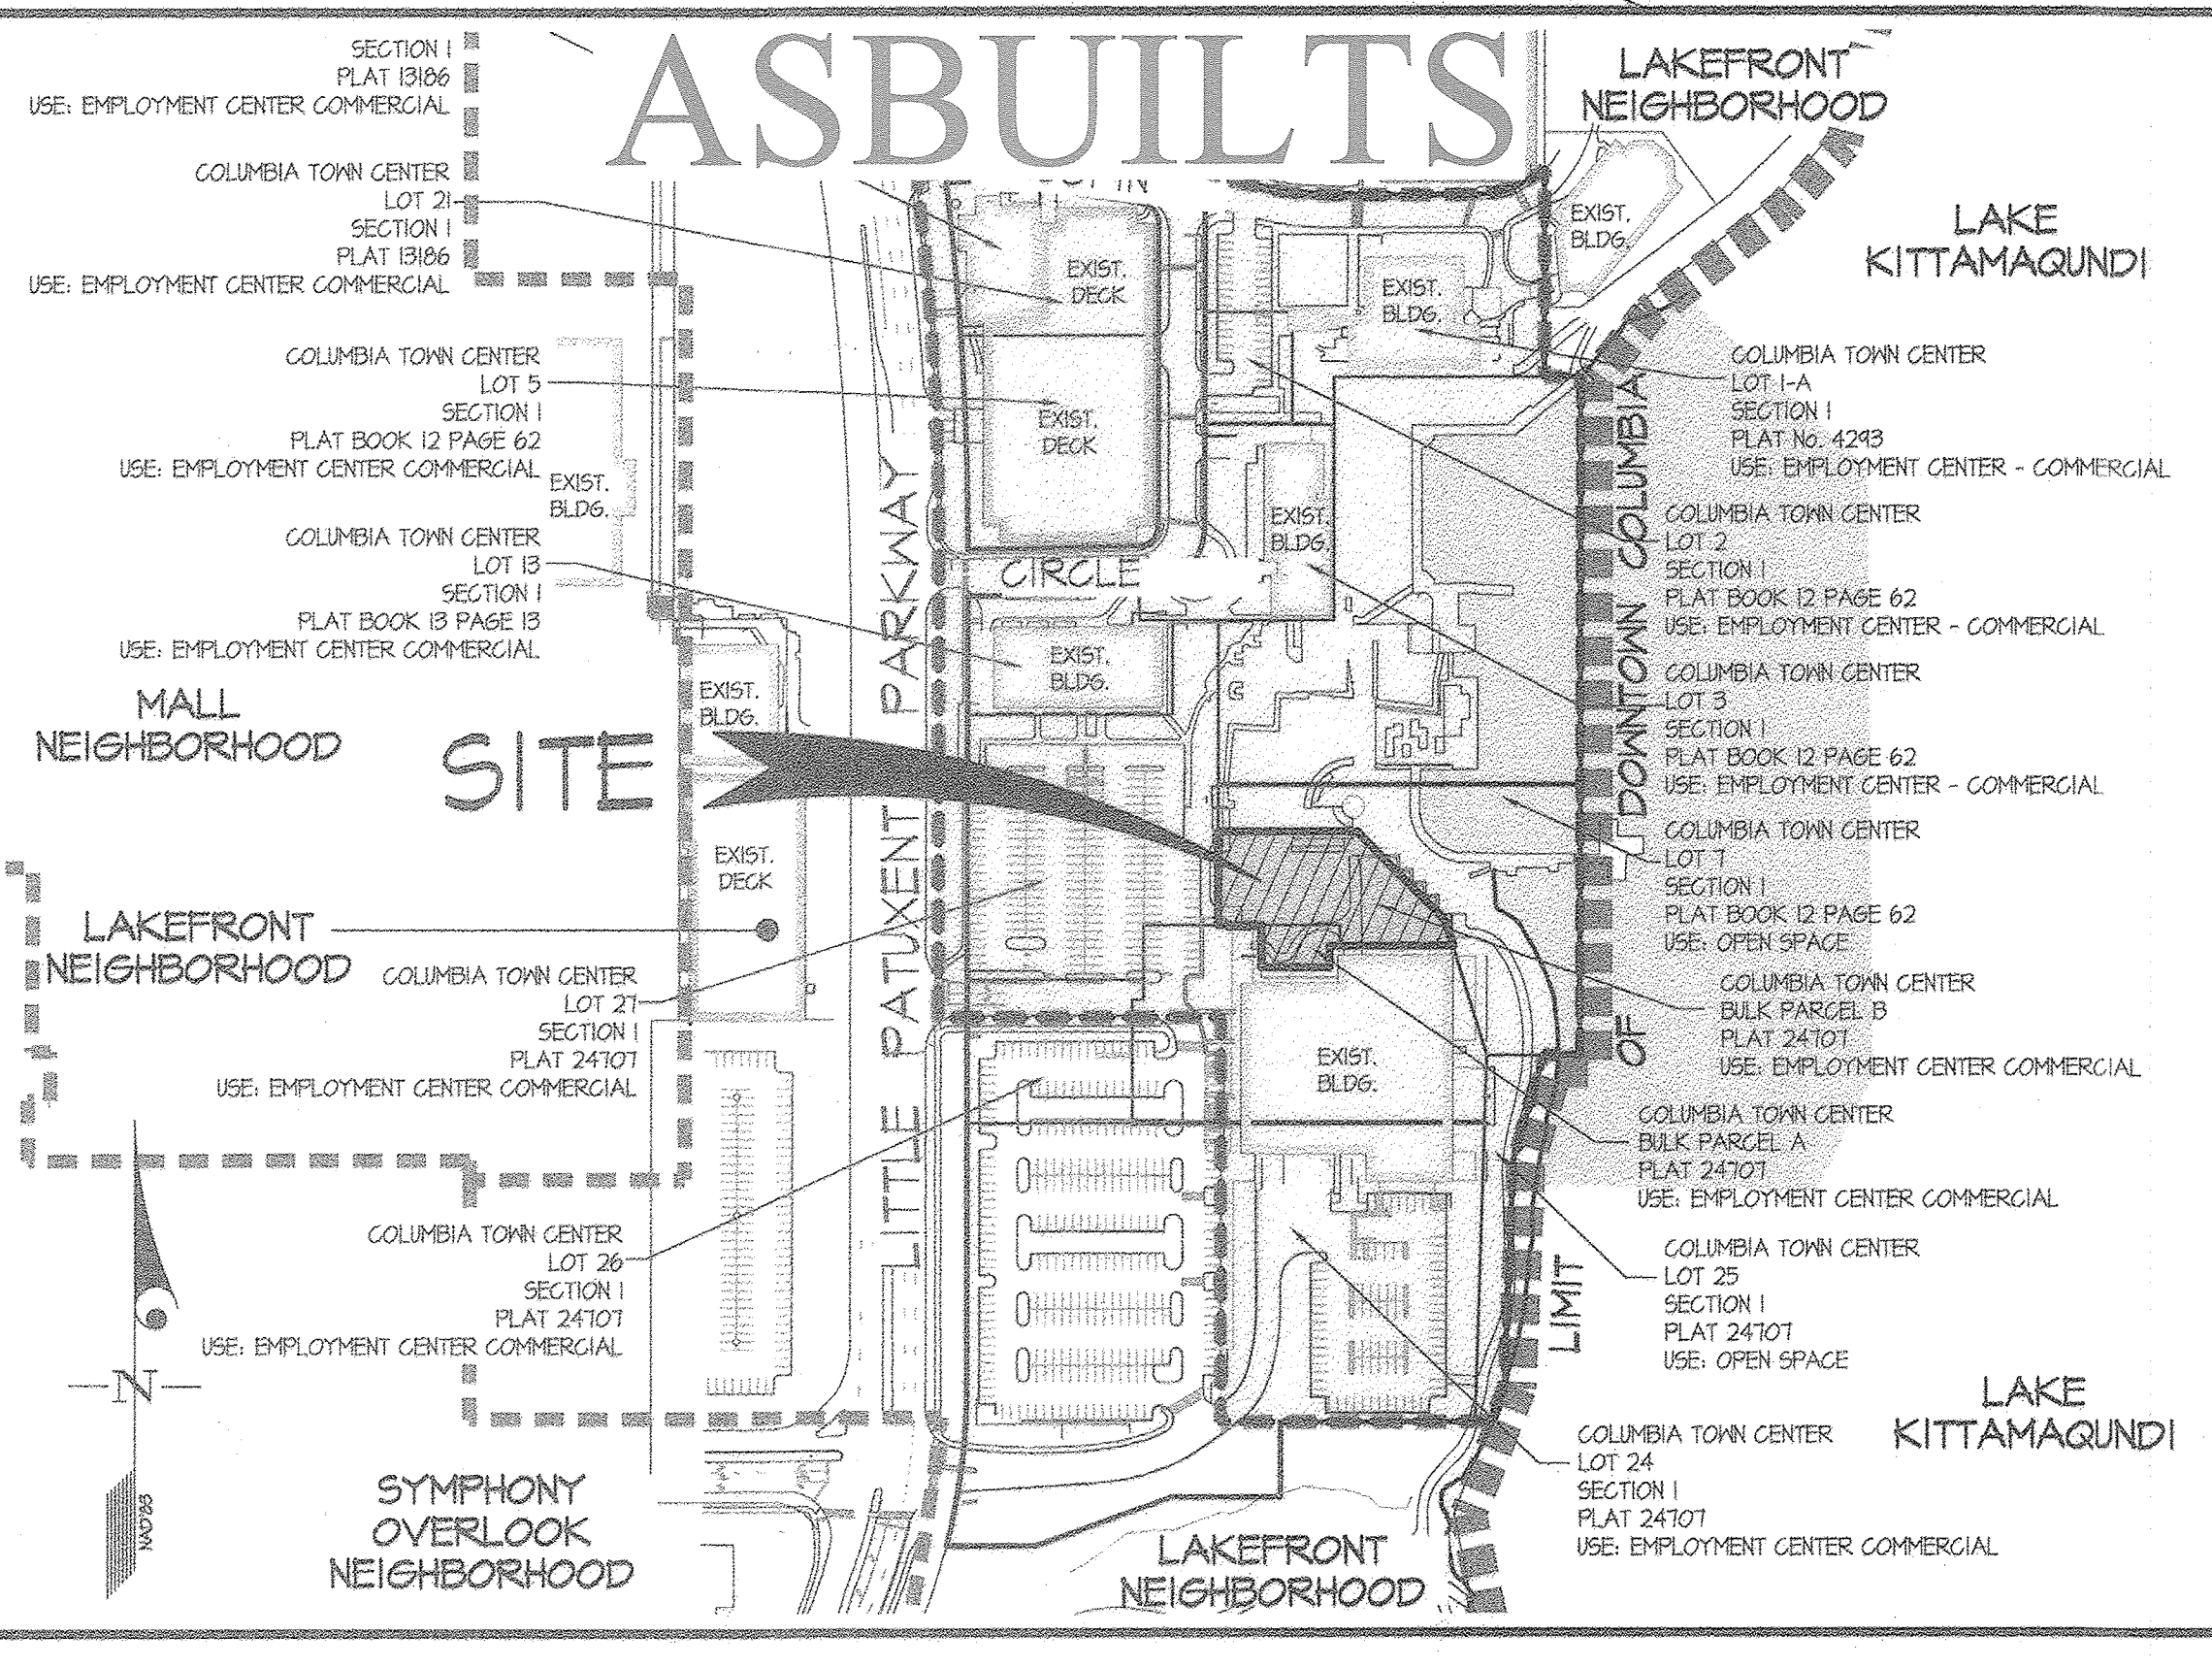 ASBUILTS
SECTION 1
PLAT 13186
USE: EMPLOYMENT CENTER COMMERCIAL
COLUMBIA TOWN CENTER
LOT 21
SECTION 1
PLAT 13186
USE: EMPLOYMENT CENTER COMMERCIAL
COLUMBIA TOWN CENTER
LOT 5
SECTION 1
PLAT BOOK 12 PAGE 62
USE: EMPLOYMENT CENTER COMMERCIAL
EXIST.
BLDG.
COLUMBIA TOWN CENTER
LOT 13
SECTION 1
PLAT BOOK 13 PAGE 13
USE: EMPLOYMENT CENTER COMMERCIAL
MALL
NEIGHBORHOOD
SITE
LAKEFRONT
NEIGHBORHOOD
COLUMBIA TOWN CENTER
LOT 27
SECTION 1
PLAT 24707
USE: EMPLOYMENT CENTER COMMERCIAL
COLUMBIA TOWN CENTER
LOT 26
SECTION 1
PLAT 24707
USE: EMPLOYMENT CENTER COMMERCIAL
N
NAD'83
SYMPHONY
OVERLOOK
NEIGHBORHOOD
EXIST.
BLDG.
EXIST.
DECK
LITTLE PATUXENT PARKWAY
EXIST.
DECK
EXIST.
DECK
CIRCLE
EXIST.
BLDG.
EXIST.
BLDG.
EXIST.
BLDG.
EXIST.
BLDG.
EXIST.
BLDG.
LAKEFRONT
NEIGHBORHOOD
LIMIT OF DOWNTOWN COLUMBIA
LAKEFRONT
NEIGHBORHOOD
LAKE
KITTAMAQUNDI
COLUMBIA TOWN CENTER
LOT 1-A
SECTION 1
PLAT No. 4293
USE: EMPLOYMENT CENTER - COMMERCIAL
COLUMBIA TOWN CENTER
LOT 2
SECTION 1
PLAT BOOK 12 PAGE 62
USE: EMPLOYMENT CENTER - COMMERCIAL
COLUMBIA TOWN CENTER
LOT 3
SECTION 1
PLAT BOOK 12 PAGE 62
USE: EMPLOYMENT CENTER - COMMERCIAL
COLUMBIA TOWN CENTER
LOT 7
SECTION 1
PLAT BOOK 12 PAGE 62
USE: OPEN SPACE
COLUMBIA TOWN CENTER
BULK PARCEL B
PLAT 24707
USE: EMPLOYMENT CENTER COMMERCIAL
COLUMBIA TOWN CENTER
BULK PARCEL A
PLAT 24707
USE: EMPLOYMENT CENTER COMMERCIAL
COLUMBIA TOWN CENTER
LOT 25
SECTION 1
PLAT 24707
USE: OPEN SPACE
LAKE
KITTAMAQUNDI
COLUMBIA TOWN CENTER
LOT 24
SECTION 1
PLAT 24707
USE: EMPLOYMENT CENTER COMMERCIAL